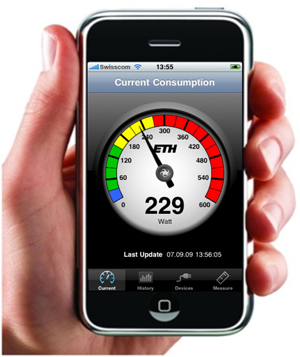 Swisscom 13:55
Current Consumption
0
60
120
180
240
300
360
420
480
540
600
ETH
229
Watt
Last Update 07.09.09 13:56:05
Current History Devices Measure